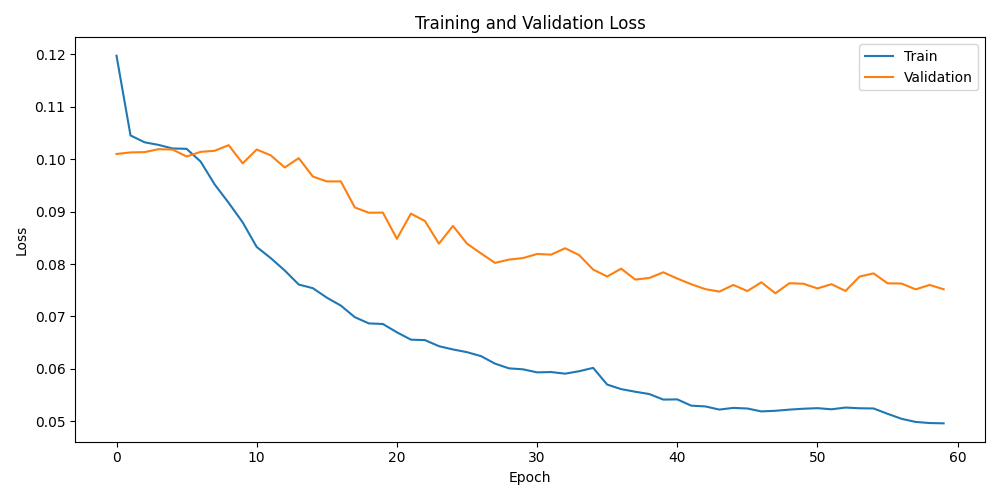 Training and Validation Loss
Train
Validation
0.12
0.11
0.10
0.09
0.08
0.07
0.06
0.05
Loss
0 10 20 30 40 50 60
Epoch